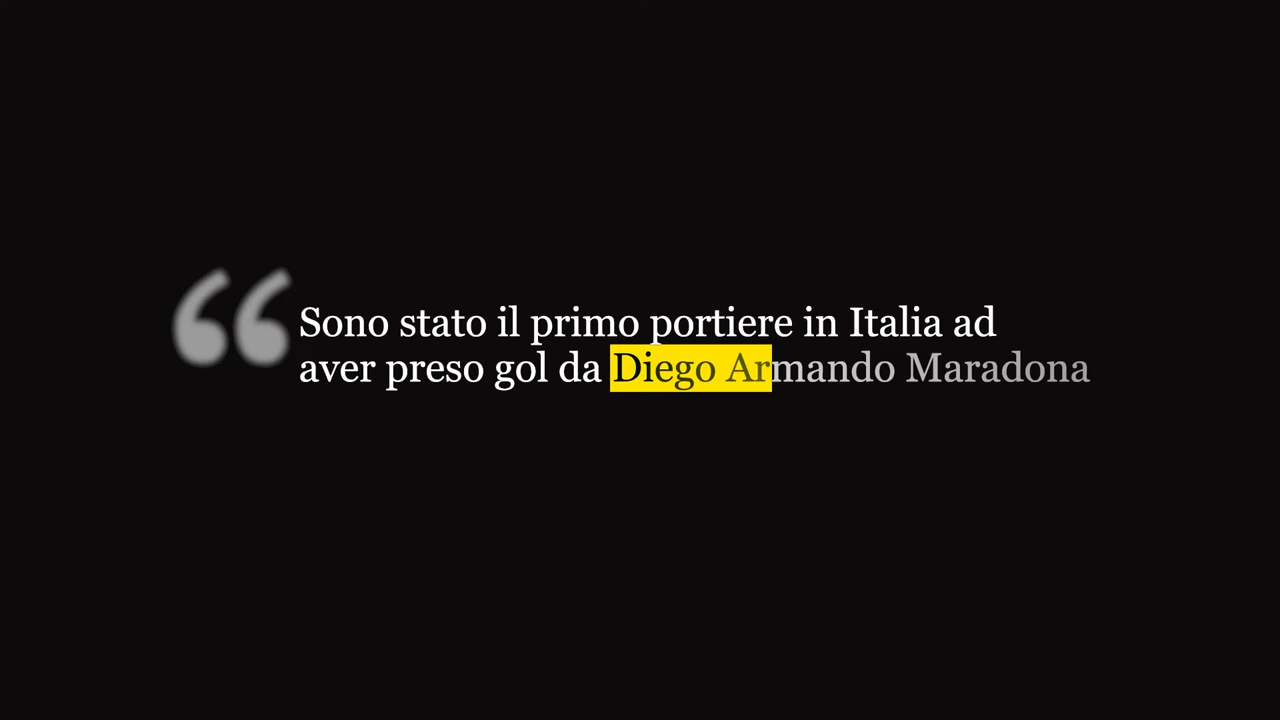 “Sono stato il primo portiere in Italia ad
aver preso gol da Diego Armando Maradona